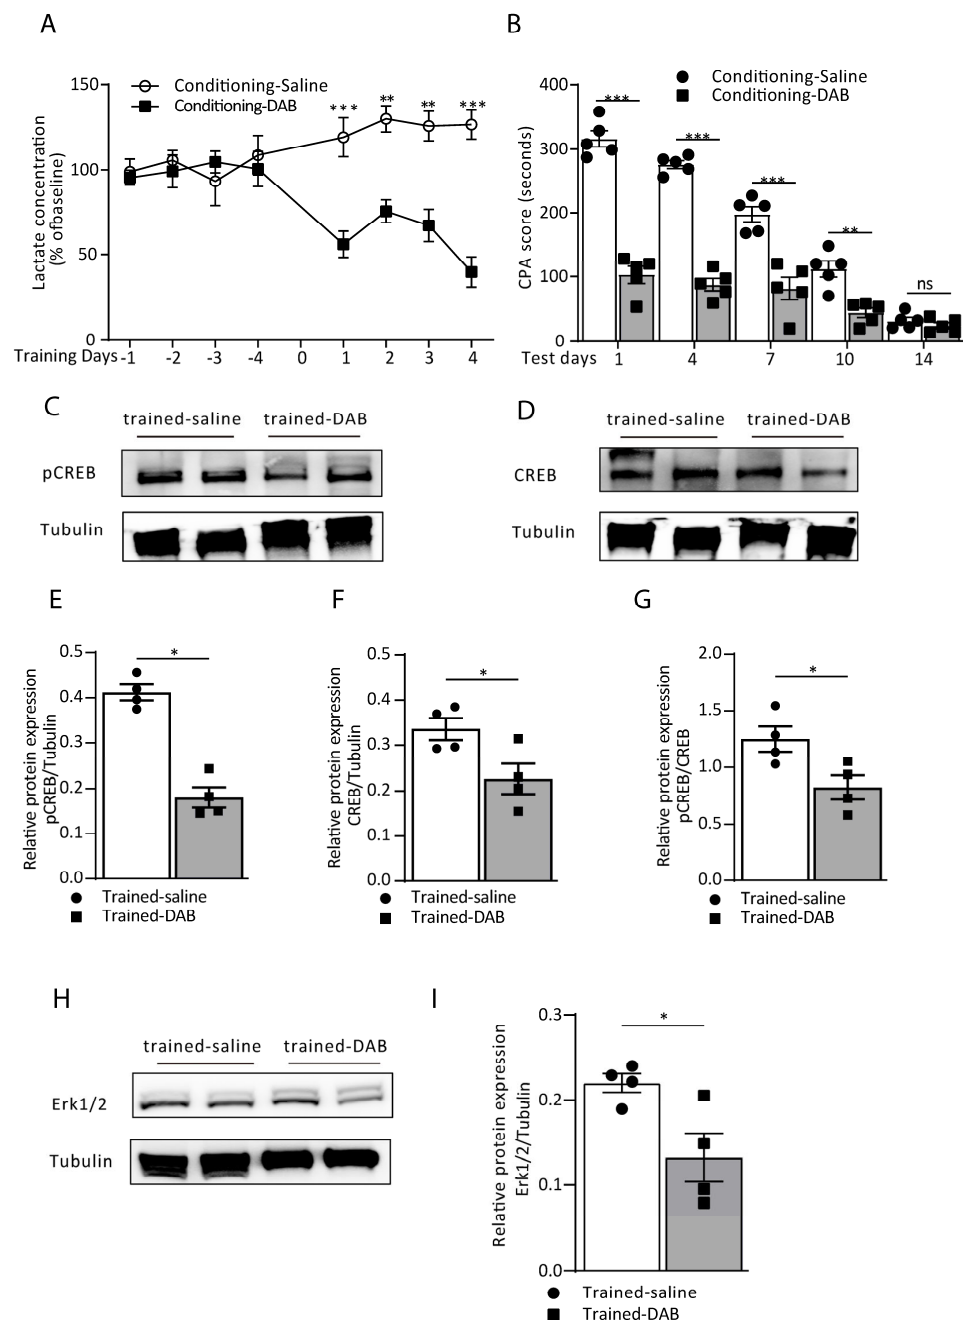 A
B
Conditioning-Saline
Conditioning-DAB
Conditioning-Saline
Conditioning-DAB
Lactate concentration
(% ofbaseline)
150
100
50
0
***
**
**
***
Training Days
-1
-2
-3
-4
0
1
2
3
4
CPA score (seconds)
400
300
200
100
0
***
***
***
**
ns
Test days
1
4
7
10
14
C
trained-saline
trained-DAB
pCREB
Tubulin
D
trained-saline
trained-DAB
CREB
Tubulin
E
Relative protein expression
pCREB/Tubulin
0.5
0.4
0.3
0.2
0.1
0.0
*
Trained-saline
Trained-DAB
F
Relative protein expression
CREB/Tubulin
0.5
0.4
0.3
0.2
0.1
0.0
*
Trained-saline
Trained-DAB
G
Relative protein expression
pCREB/CREB
2.0
1.5
1.0
0.5
0.0
*
Trained-saline
Trained-DAB
H
trained-saline
trained-DAB
Erk1/2
Tubulin
I
Relative protein expression
Erk1/2/Tubulin
0.3
0.2
0.1
0.0
*
Trained-saline
Trained-DAB